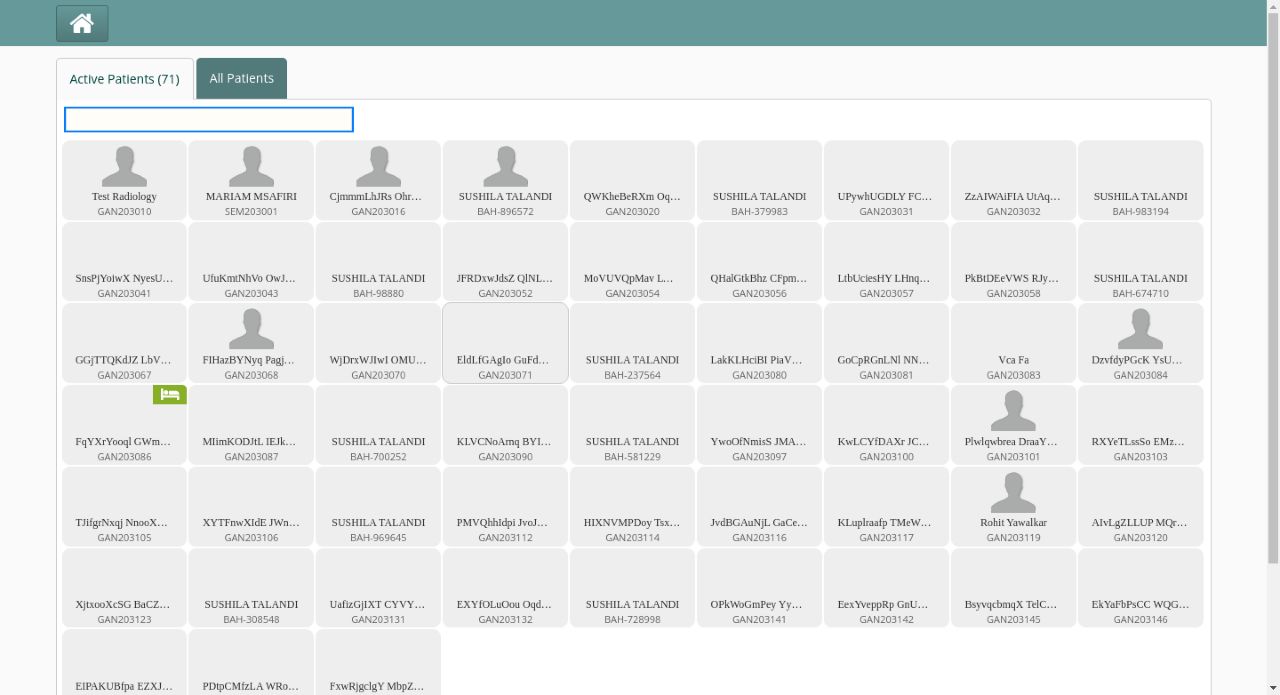 Active Patients (71)
All Patients
Test Radiology
GAN203010
MARIAM MSAFIRI
SEM203001
CjmmmLhJRs Ohr…
GAN203016
SUSHILA TALANDI
BAH-896572
QWKheBeRXm Oq…
GAN203020
SUSHILA TALANDI
BAH-379983
UPywhUGDLY FC…
GAN203031
ZzAIWAiFIA UtAq…
GAN203032
SUSHILA TALANDI
BAH-983194
SnsPjYoiwX NyesU…
GAN203041
UfuKmtNhVo OwJ…
GAN203043
SUSHILA TALANDI
BAH-98880
JFRDxwJdsZ QlNL…
GAN203052
MoVUVQpMav L…
GAN203054
QHalGtkBhz CFpm…
GAN203056
LtbUciesHY LHnq…
GAN203057
PkBtDEeVWS RJy…
GAN203058
SUSHILA TALANDI
BAH-674710
GGjTTQKdJZ LbV…
GAN203067
FIHazBYNyq Pagj…
GAN203068
WjDrxWJIwI OMU…
GAN203070
EldLfGAgIo GuFd…
GAN203071
SUSHILA TALANDI
BAH-237564
LakKLHciBI PiaV…
GAN203080
GoCpRGnLNl NN…
GAN203081
Vca Fa
GAN203083
DzvfdyPGcK YsU…
GAN203084
FqYXrYooql GWm…
GAN203086
MIimKODJtL IEJk…
GAN203087
SUSHILA TALANDI
BAH-700252
KLVCNoArnq BYI…
GAN203090
SUSHILA TALANDI
BAH-581229
YwoOfNmisS JMA…
GAN203097
KwLCYfDAXr JC…
GAN203100
Plwlqwbrea DraaY…
GAN203101
RXYeTLssSo EMz…
GAN203103
TJifgrNxqj NnooX…
GAN203105
XYTFnwXIdE JWn…
GAN203106
SUSHILA TALANDI
BAH-969645
PMVQhhIdpi JvoJ…
GAN203112
HIXNVMPDoy Tsx…
GAN203114
JvdBGAuNjL GaCe…
GAN203116
KLuplraafp TMeW…
GAN203117
Rohit Yawalkar
GAN203119
AIvLgZLLUP MQr…
GAN203120
XjtxooXcSG BaCZ…
GAN203123
SUSHILA TALANDI
BAH-308548
UafizGjIXT CYVY…
GAN203131
EXYfOLuOou Oqd…
GAN203132
SUSHILA TALANDI
BAH-728998
OPkWoGmPey Yy…
GAN203141
EexYveppRp GnU…
GAN203142
BsyvqcbmqX TelC…
GAN203145
EkYaFbPsCC WQG…
GAN203146
EIPAKUBfpa EZXJ…
PDtpCMfzLA WRo…
FxwRjgclgY MbpZ…